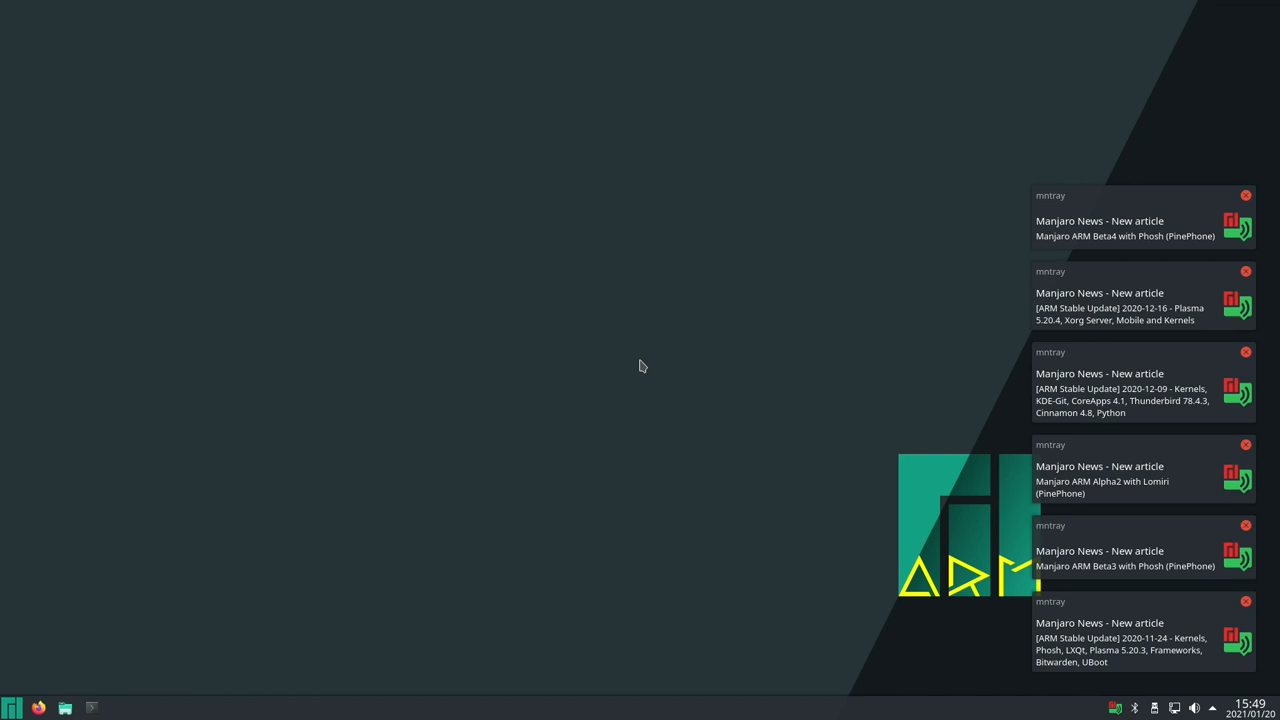 mntray
Manjaro News - New article
Manjaro ARM Beta4 with Phosh (PinePhone)
mntray
Manjaro News - New article
[ARM Stable Update] 2020-12-16 - Plasma
5.20.4, Xorg Server, Mobile and Kernels
mntray
Manjaro News - New article
[ARM Stable Update] 2020-12-09 - Kernels,
KDE-Git, CoreApps 4.1, Thunderbird 78.4.3,
Cinnamon 4.8, Python
mntray
Manjaro News - New article
Manjaro ARM Alpha2 with Lomiri
(PinePhone)
mntray
Manjaro News - New article
Manjaro ARM Beta3 with Phosh (PinePhone)
mntray
Manjaro News - New article
[ARM Stable Update] 2020-11-24 - Kernels,
Phosh, LXQt, Plasma 5.20.3, Frameworks,
Bitwarden, UBoot
ARM
15:49
2021/01/20